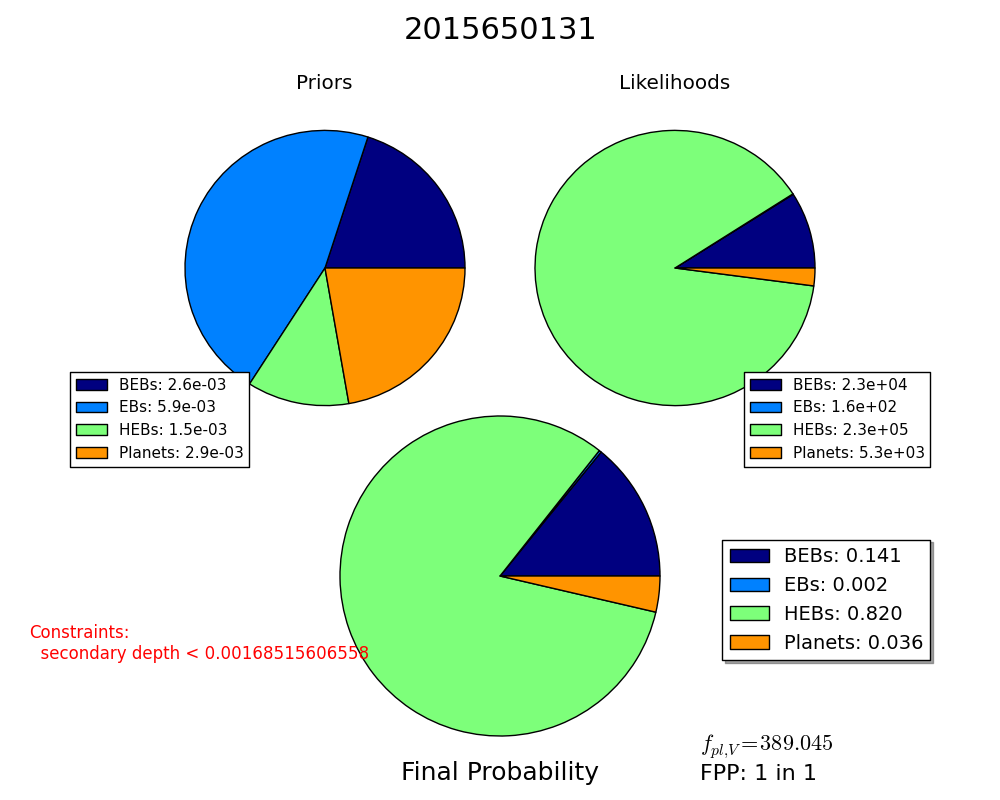 2015650131
Priors
Likelihoods
BEBs: 2.6e-03
EBs: 5.9e-03
HEBs: 1.5e-03
Planets: 2.9e-03
BEBs: 2.3e+04
EBs: 1.6e+02
HEBs: 2.3e+05
Planets: 5.3e+03
BEBs: 0.141
EBs: 0.002
HEBs: 0.820
Planets: 0.036
Constraints:
secondary depth < 0.00168515606558
f_{pl,V}=389.045
Final Probability
FPP: 1 in 1